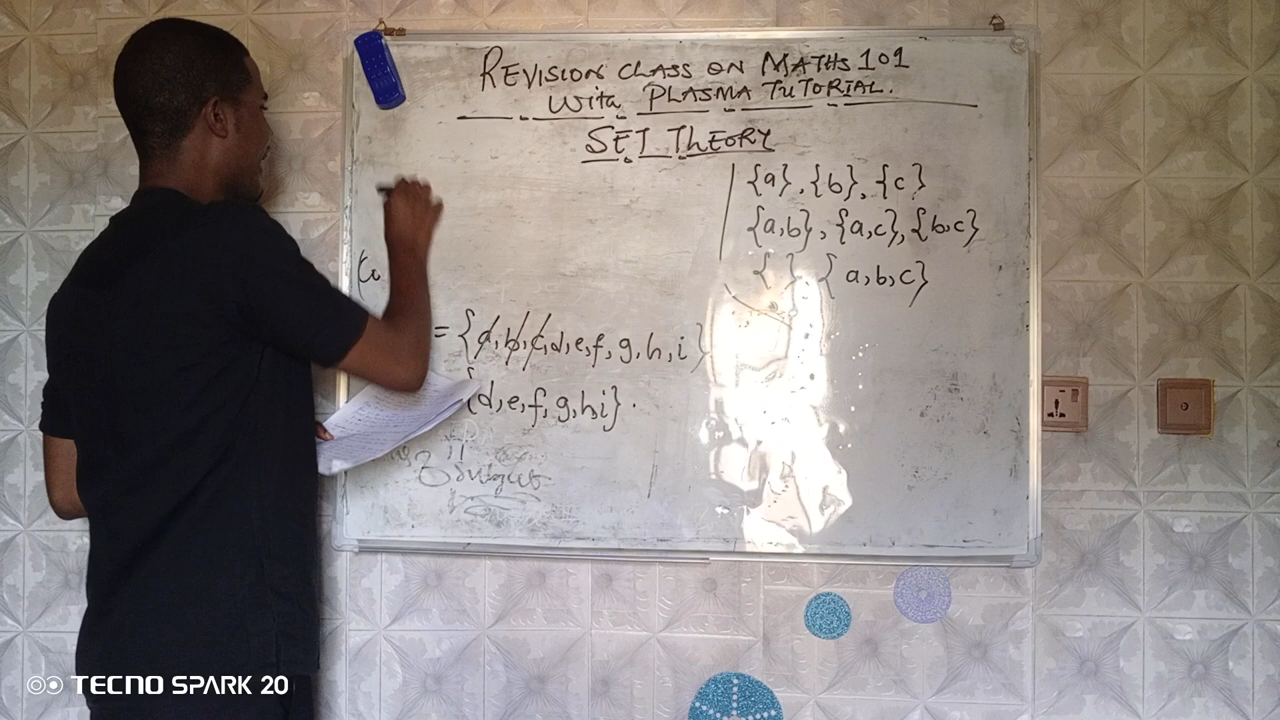 REVISION CLASS ON MATHS 101
With PLASMA TUTORIAL.
SET THEORY
{a}, {b}, {c}
{a,b}, {a,c}, {b,c}
{ } { a,b,c}
= {a,b,c,d,e,f,g,h,i}
{d,e,f,g,h,i}.
TECNO SPARK 20